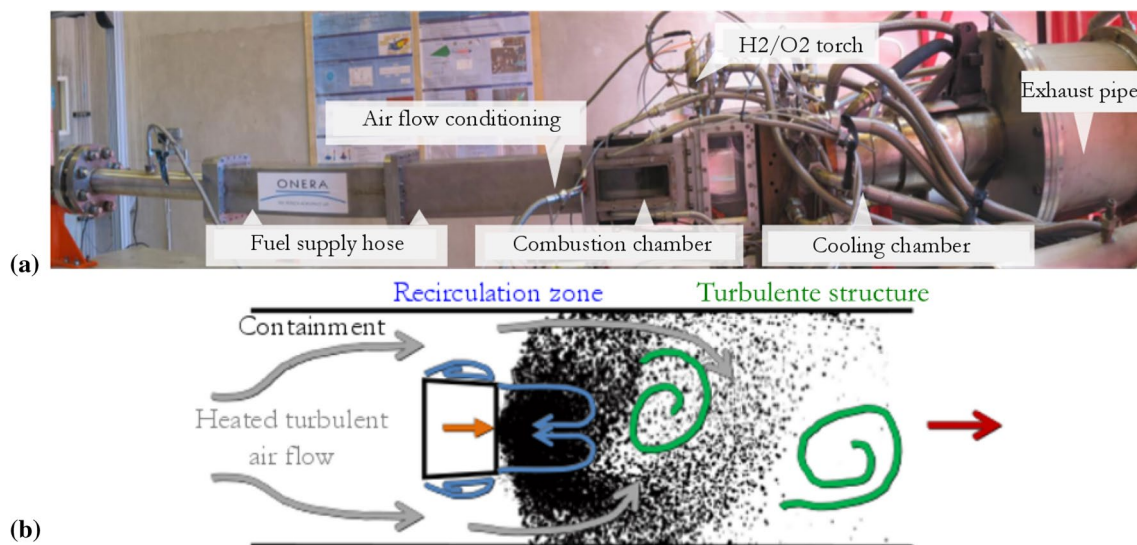 H2/O2 torch
Exhaust pipe
Air flow conditioning
ONERA
Fuel supply hose
Combustion chamber
Cooling chamber
(a)
Recirculation zone
Turbulente structure
Containment
Heated turbulent
air flow
(b)